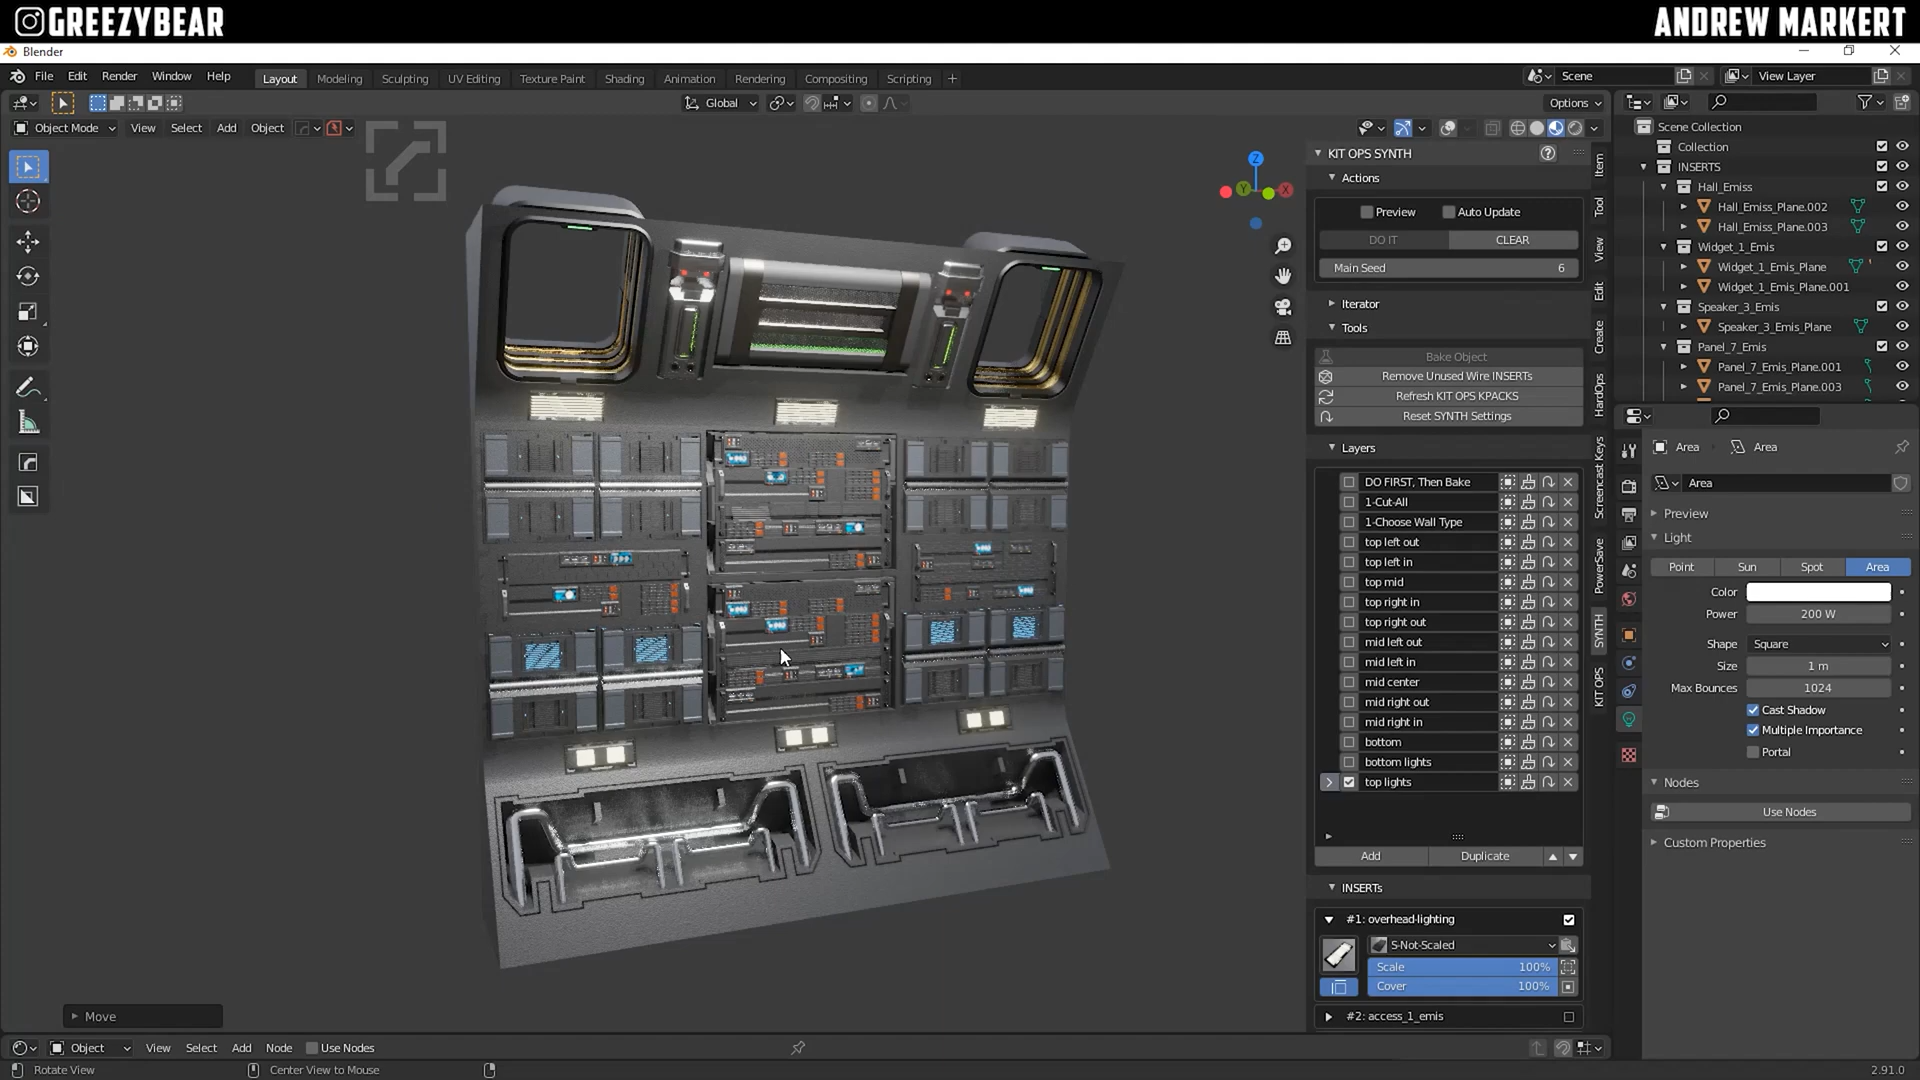 GREEZYBEAR
ANDREW MARKERT
Blender
File Edit Render Window Help
Layout Modeling Sculpting UV Editing Texture Paint Shading Animation Rendering Compositing Scripting +
Scene
View Layer
Global
Options
Object Mode View Select Add Object
Scene Collection
Collection
INSERTS
Hall_Emiss
Hall_Emiss_Plane.002
Hall_Emiss_Plane.003
Widget_1_Emis
Widget_1_Emis_Plane
Widget_1_Emis_Plane.001
Speaker_3_Emis
Speaker_3_Emis_Plane
Panel_7_Emis
Panel_7_Emis_Plane.001
Panel_7_Emis_Plane.003
Z
Y
X
KIT OPS SYNTH
?
Actions
Preview Auto Update
DO IT CLEAR
Main Seed 6
Iterator
Tools
Bake Object
Remove Unused Wire INSERTs
Refresh KIT OPS KPACKS
Reset SYNTH Settings
Layers
DO FIRST, Then Bake
1-Cut-All
1-Choose Wall Type
top left out
top left in
top mid
top right in
top right out
mid left out
mid left in
mid center
mid right out
mid right in
bottom
bottom lights
top lights
Add Duplicate
INSERTs
#1: overhead-lighting
S-Not-Scaled
Scale 100%
Cover 100%
#2: access_1_emis
Item
Tool
View
Edit
Create
HardOps
Screencast Keys
PowerSave
SYNTH
KIT OPS
Area Area
Area
Preview
Light
Point Sun Spot Area
Color
Power 200 W
Shape Square
Size 1 m
Max Bounces 1024
Cast Shadow
Multiple Importance
Portal
Nodes
Use Nodes
Custom Properties
Move
Object View Select Add Node Use Nodes
Rotate View Center View to Mouse
2.91.0